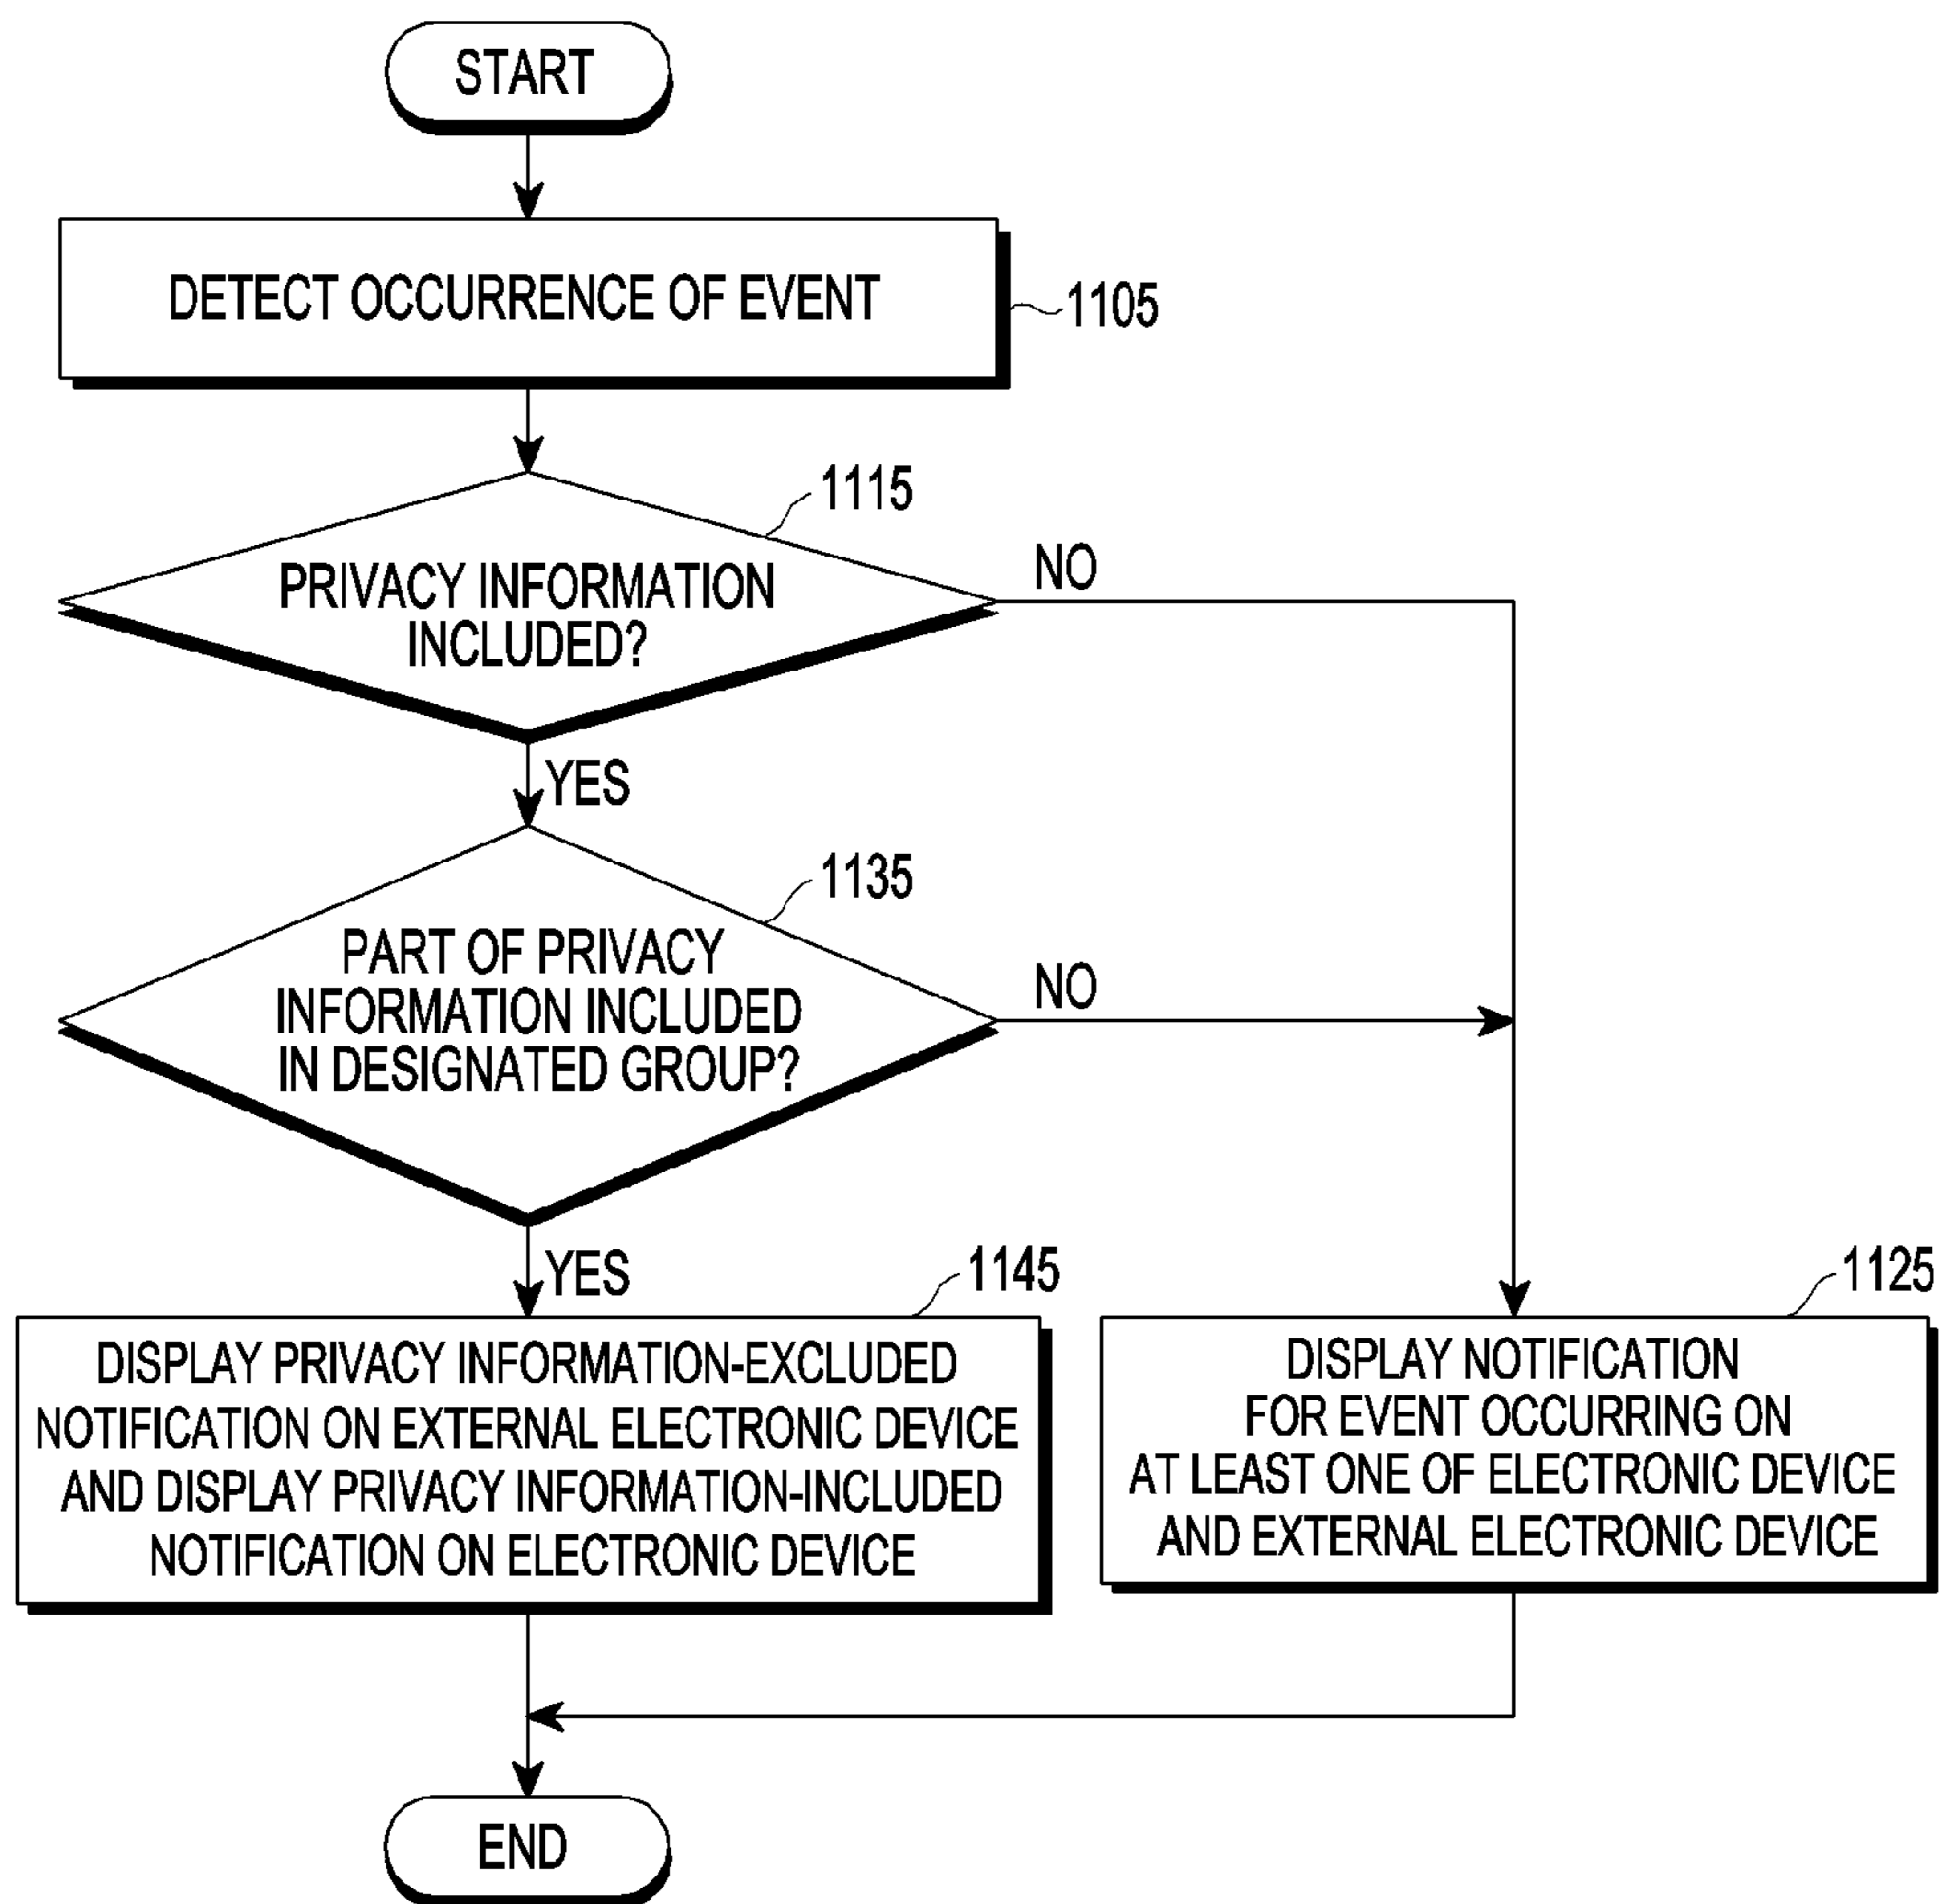 START
DETECT OCCURRENCE OF EVENT
1105
1115
PRIVACY INFORMATION
INCLUDED?
NO
YES
1135
PART OF PRIVACY
INFORMATION INCLUDED
IN DESIGNATED GROUP?
NO
YES
1145
DISPLAY PRIVACY INFORMATION-EXCLUDED
NOTIFICATION ON EXTERNAL ELECTRONIC DEVICE
AND DISPLAY PRIVACY INFORMATION-INCLUDED
NOTIFICATION ON ELECTRONIC DEVICE
1125
DISPLAY NOTIFICATION
FOR EVENT OCCURRING ON
AT LEAST ONE OF ELECTRONIC DEVICE
AND EXTERNAL ELECTRONIC DEVICE
END